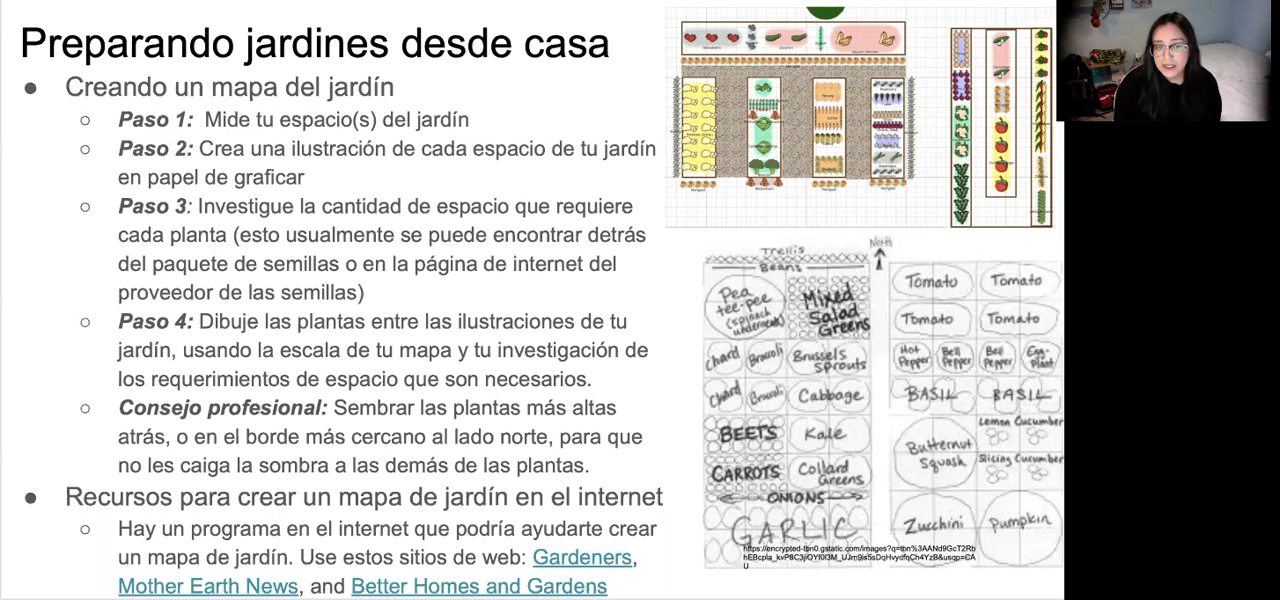 Preparando jardines desde casa
● Creando un mapa del jardín
○ Paso 1: Mide tu espacio(s) del jardín
○ Paso 2: Crea una ilustración de cada espacio de tu jardín
en papel de graficar
○ Paso 3: Investigue la cantidad de espacio que requiere
cada planta (esto usualmente se puede encontrar detrás
del paquete de semillas o en la página de internet del
proveedor de las semillas)
○ Paso 4: Dibuje las plantas entre las ilustraciones de tu
jardín, usando la escala de tu mapa y tu investigación de
los requerimientos de espacio que son necesarios.
○ Consejo profesional: Sembrar las plantas más altas
atrás, o en el borde más cercano al lado norte, para que
no les caiga la sombra a las demás de las plantas.
● Recursos para crear un mapa de jardín en el internet
○ Hay un programa en el internet que podría ayudarte crear
un mapa de jardín. Use estos sitios de web: Gardeners,
Mother Earth News, and Better Homes and Gardens
Trellis
Beans
North
Pea
tee-pee
(spinach
underneath)
Mixed
Salad
Greens
Chard Broccoli Brussels
Sprouts
Chard Broccoli Cabbage
BEETS Kale
CARROTS Collard
Greens
ONIONS
GARLIC
Tomato Tomato
Tomato Tomato
Hot
Pepper
Bell
Pepper
Bell
Pepper
Egg-
plant
BASIL BASIL
Butternut
Squash
Lemon Cucumber
Slicing Cucumber
Zucchini Pumpkin